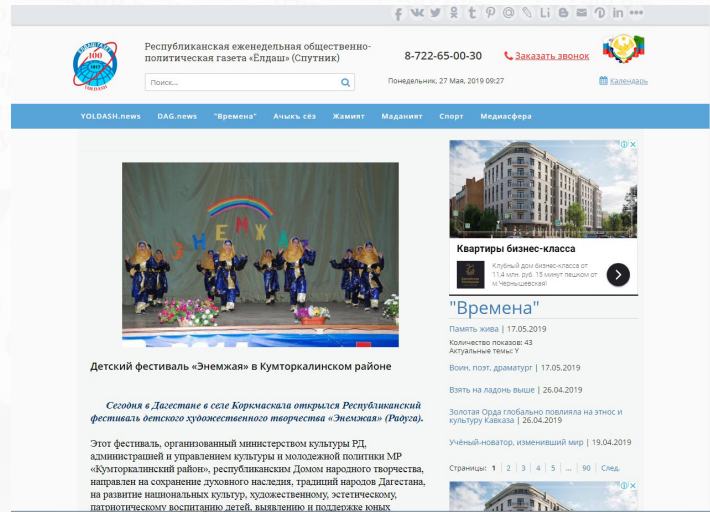 Республиканская еженедельная общественно-
политическая газета «Ёлдаш» (Спутник)
Поиск...
8-722-65-00-30
Заказать звонок
Понедельник, 27 Мая, 2019 09:27
Календарь
YOLDASH.news DAG.news "Времена" Ачыкъ сёз Жамият Маданият Спорт Медиасфера
ЭНЕМЖА
Детский фестиваль «Энемжая» в Кумторкалинском районе
Сегодня в Дагестане в селе Коркмаскала открылся Республиканский
фестиваль детского художественного творчества «Энемжая» (Радуга).
Этот фестиваль, организованный министерством культуры РД,
администрацией и управлением культуры и молодежной политики МР
«Кумторкалинский район», республиканским Домом народного творчества,
направлен на сохранение духовного наследия, традиций народов Дагестана,
на развитие национальных культур, художественному, эстетическому,
патриотическому воспитанию детей, выявлению и поддержке юных
Квартиры бизнес-класса
Клубный дом бизнес-класса от
11,4 млн. руб. 15 минут пешком от
м.Чернышевская!
"Времена"
Память жива | 17.05.2019
Количество показов: 43
Актуальные темы: Y
Воин, поэт, драматург | 17.05.2019
Взять на ладонь выше | 26.04.2019
Золотая Орда глобально повлияла на этнос и
культуру Кавказа | 26.04.2019
Учёный-новатор, изменивший мир | 19.04.2019
Страницы: 1 | 2 | 3 | 4 | 5 | ... | 90 | След.